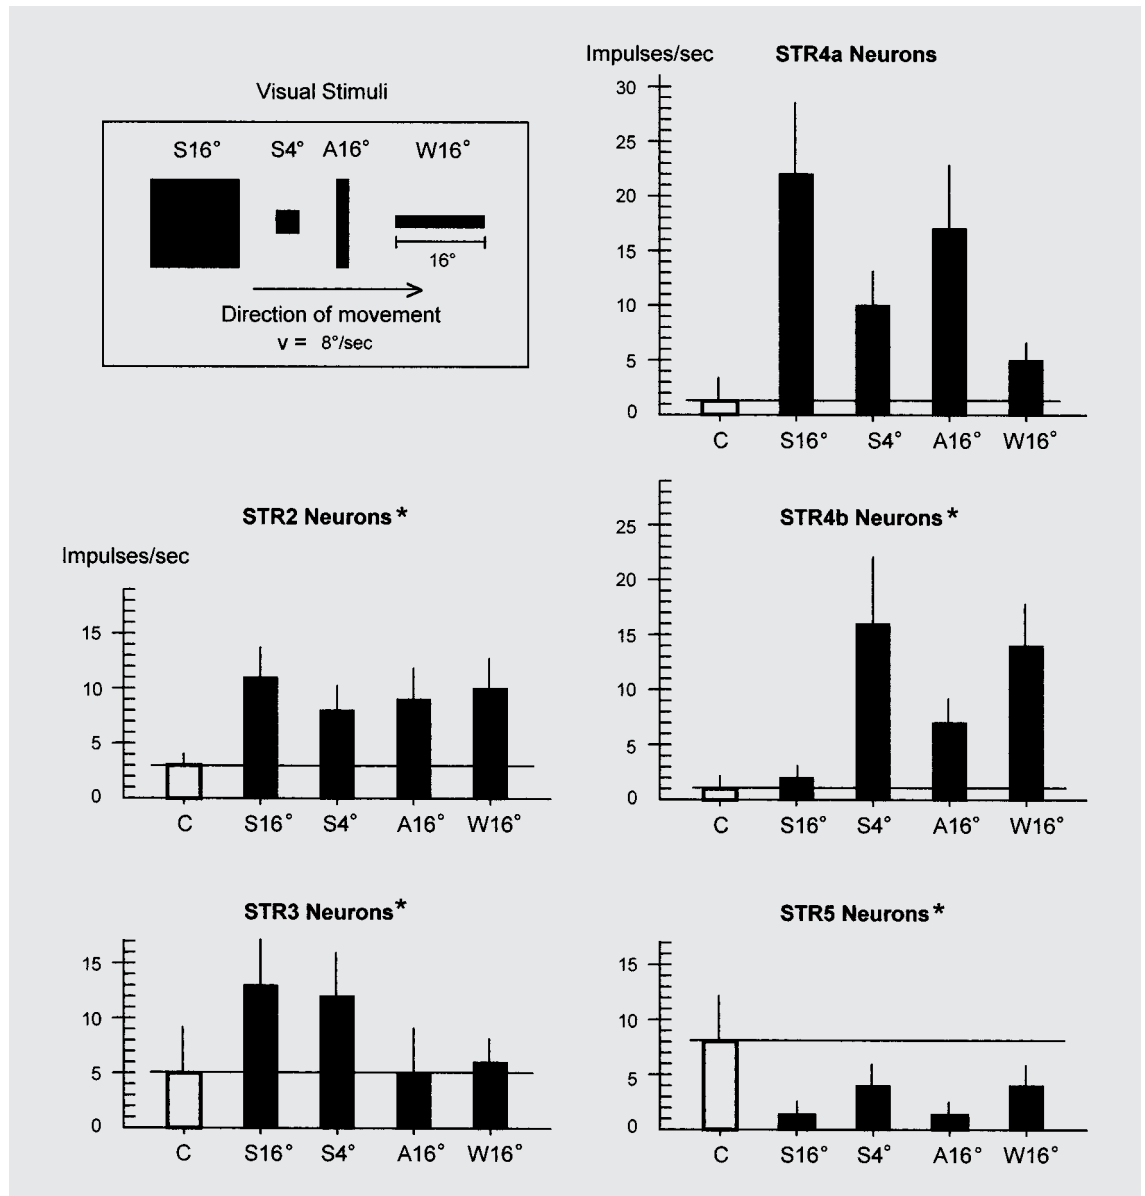 Visual Stimuli
S16° S4° A16° W16°
16°
Direction of movement
v = 8°/sec
Impulses/sec STR4a Neurons
30
25
20
15
10
5
0
C S16° S4° A16° W16°
STR2 Neurons*
Impulses/sec
15
10
5
0
C S16° S4° A16° W16°
STR4b Neurons*
25
20
15
10
5
0
C S16° S4° A16° W16°
STR3 Neurons*
15
10
5
0
C S16° S4° A16° W16°
STR5 Neurons*
15
10
5
0
C S16° S4° A16° W16°